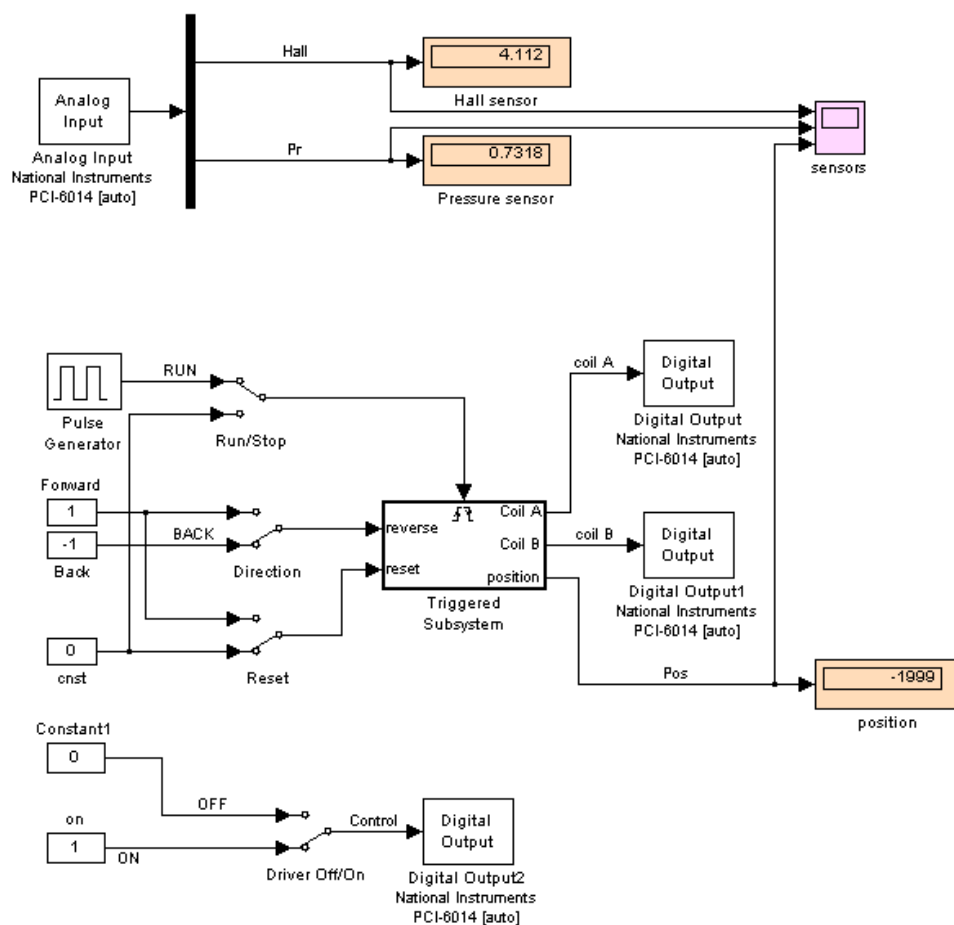 Hall
4.112
Hall sensor
Analog
Input
Analog Input
National Instruments
PCI-6014 [auto]
Pr
0.7318
Pressure sensor
sensors
RUN
Pulse
Generator
Run/Stop
coil A
Digital
Output
Digital Output
National Instruments
PCI-6014 [auto]
Forward
1
-1
Back
BACK
Direction
reverse
reset
Coil A
Coil B
position
Triggered
Subsystem
coil B
Digital
Output
Digital Output1
National Instruments
PCI-6014 [auto]
0
cnst
Reset
Pos
-1999
position
Constant1
0
OFF
on
1
ON
Driver Off/On
Control
Digital
Output
Digital Output2
National Instruments
PCI-6014 [auto]